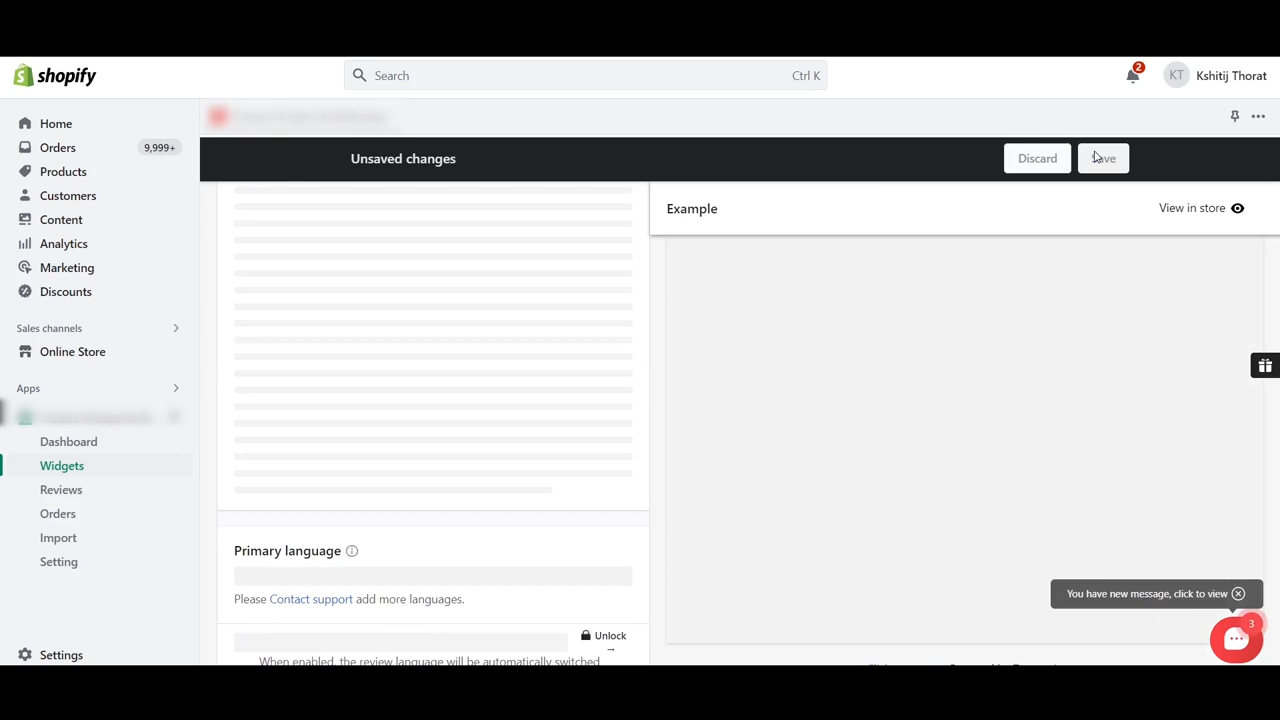 shopify
Search
Ctrl K
2
KT
Kshitij Thorat
Home
Orders
9,999+
Products
Customers
Content
Analytics
Marketing
Discounts
Sales channels
Online Store
Apps
Dashboard
Widgets
Reviews
Orders
Import
Setting
Settings
Unsaved changes
Discard
Save
Example
View in store
Primary language
Please Contact support add more languages.
Unlock
→
When enabled, the review language will be automatically switched
You have new message, click to view
3